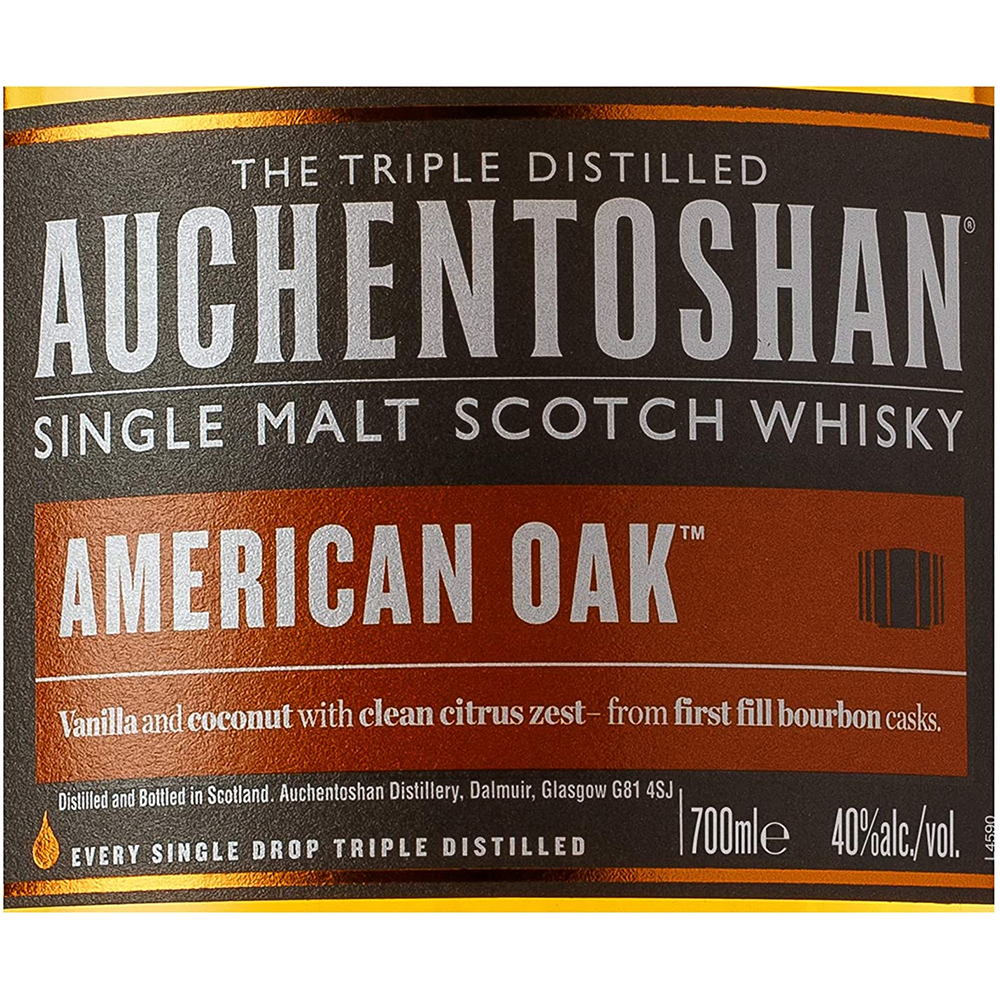 THE TRIPLE DISTILLED
AUCHENTOSHAN®
SINGLE MALT SCOTCH WHISKY
AMERICAN OAK™
Vanilla and coconut with clean citrus zest– from first fill bourbon casks.
Distilled and Bottled in Scotland. Auchentoshan Distillery, Dalmuir, Glasgow G81 4SJ
EVERY SINGLE DROP TRIPLE DISTILLED
700ml℮ 40%alc./vol.
L4590